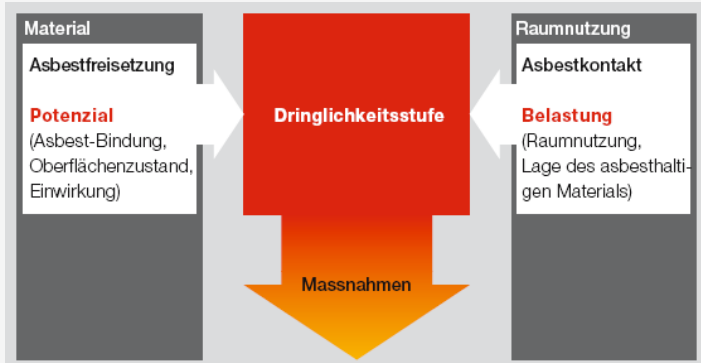 Material
Asbestfreisetzung
Potenzial
(Asbest-Bindung,
Oberflächenzustand,
Einwirkung)
Dringlichkeitsstufe
Massnahmen
Raumnutzung
Asbestkontakt
Belastung
(Raumnutzung,
Lage des asbesthalti-
gen Materials)